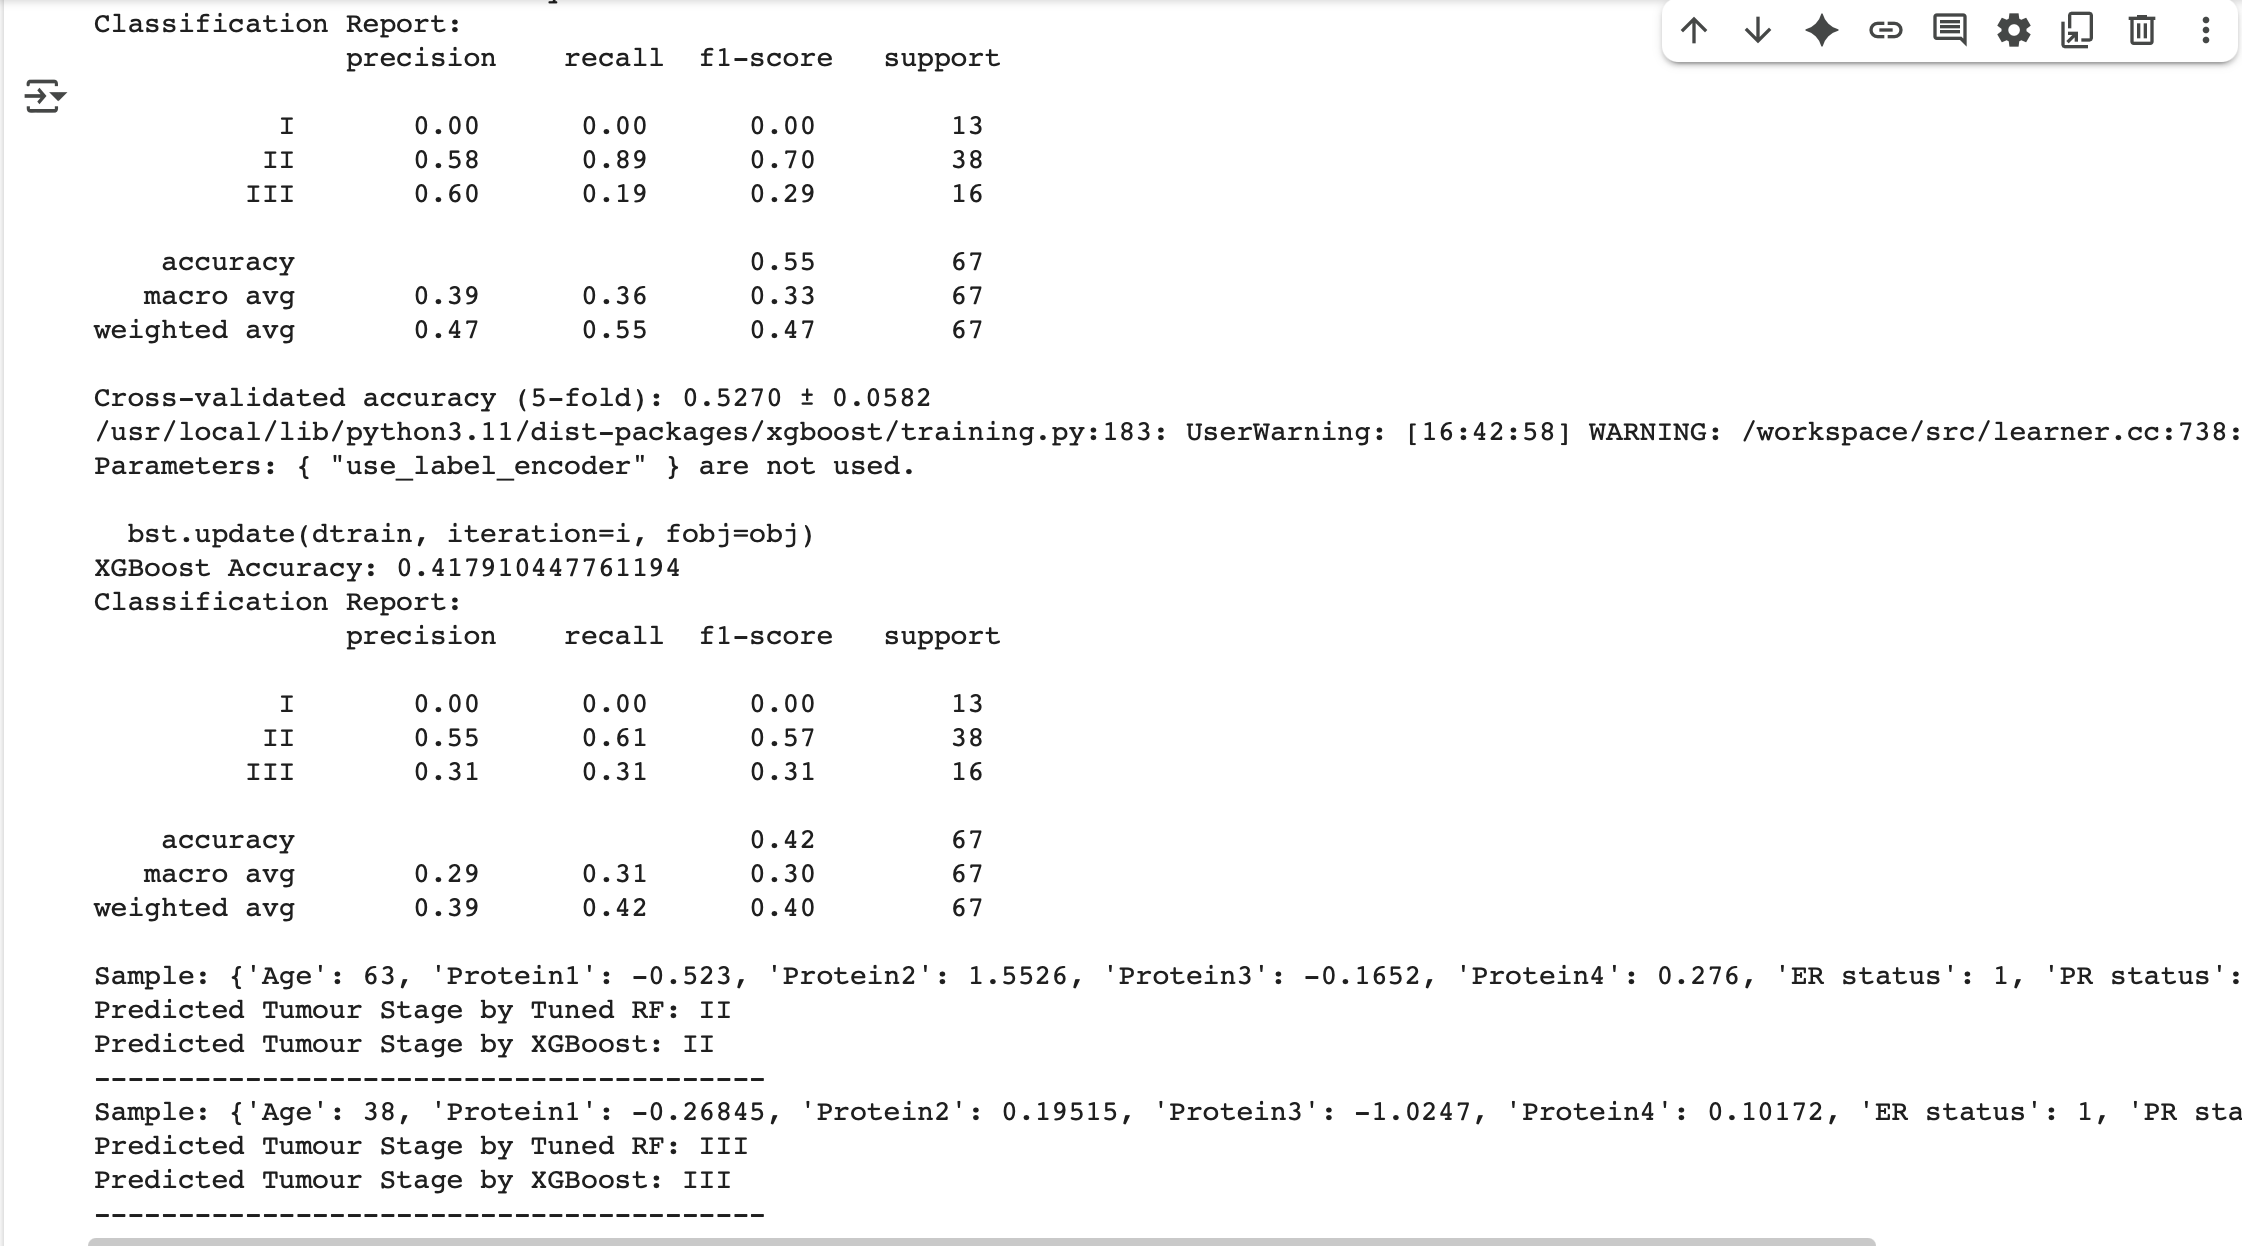 Classification Report:
precision recall f1-score support
I 0.00 0.00 0.00 13
II 0.58 0.89 0.70 38
III 0.60 0.19 0.29 16
accuracy 0.55 67
macro avg 0.39 0.36 0.33 67
weighted avg 0.47 0.55 0.47 67
Cross-validated accuracy (5-fold): 0.5270 ± 0.0582
/usr/local/lib/python3.11/dist-packages/xgboost/training.py:183: UserWarning: [16:42:58] WARNING: /workspace/src/learner.cc:738:
Parameters: { "use_label_encoder" } are not used.
bst.update(dtrain, iteration=i, fobj=obj)
XGBoost Accuracy: 0.417910447761194
Classification Report:
precision recall f1-score support
I 0.00 0.00 0.00 13
II 0.55 0.61 0.57 38
III 0.31 0.31 0.31 16
accuracy 0.42 67
macro avg 0.29 0.31 0.30 67
weighted avg 0.39 0.42 0.40 67
Sample: {'Age': 63, 'Protein1': -0.523, 'Protein2': 1.5526, 'Protein3': -0.1652, 'Protein4': 0.276, 'ER status': 1, 'PR status':
Predicted Tumour Stage by Tuned RF: II
Predicted Tumour Stage by XGBoost: II
----------------------------------------
Sample: {'Age': 38, 'Protein1': -0.26845, 'Protein2': 0.19515, 'Protein3': -1.0247, 'Protein4': 0.10172, 'ER status': 1, 'PR sta
Predicted Tumour Stage by Tuned RF: III
Predicted Tumour Stage by XGBoost: III
----------------------------------------